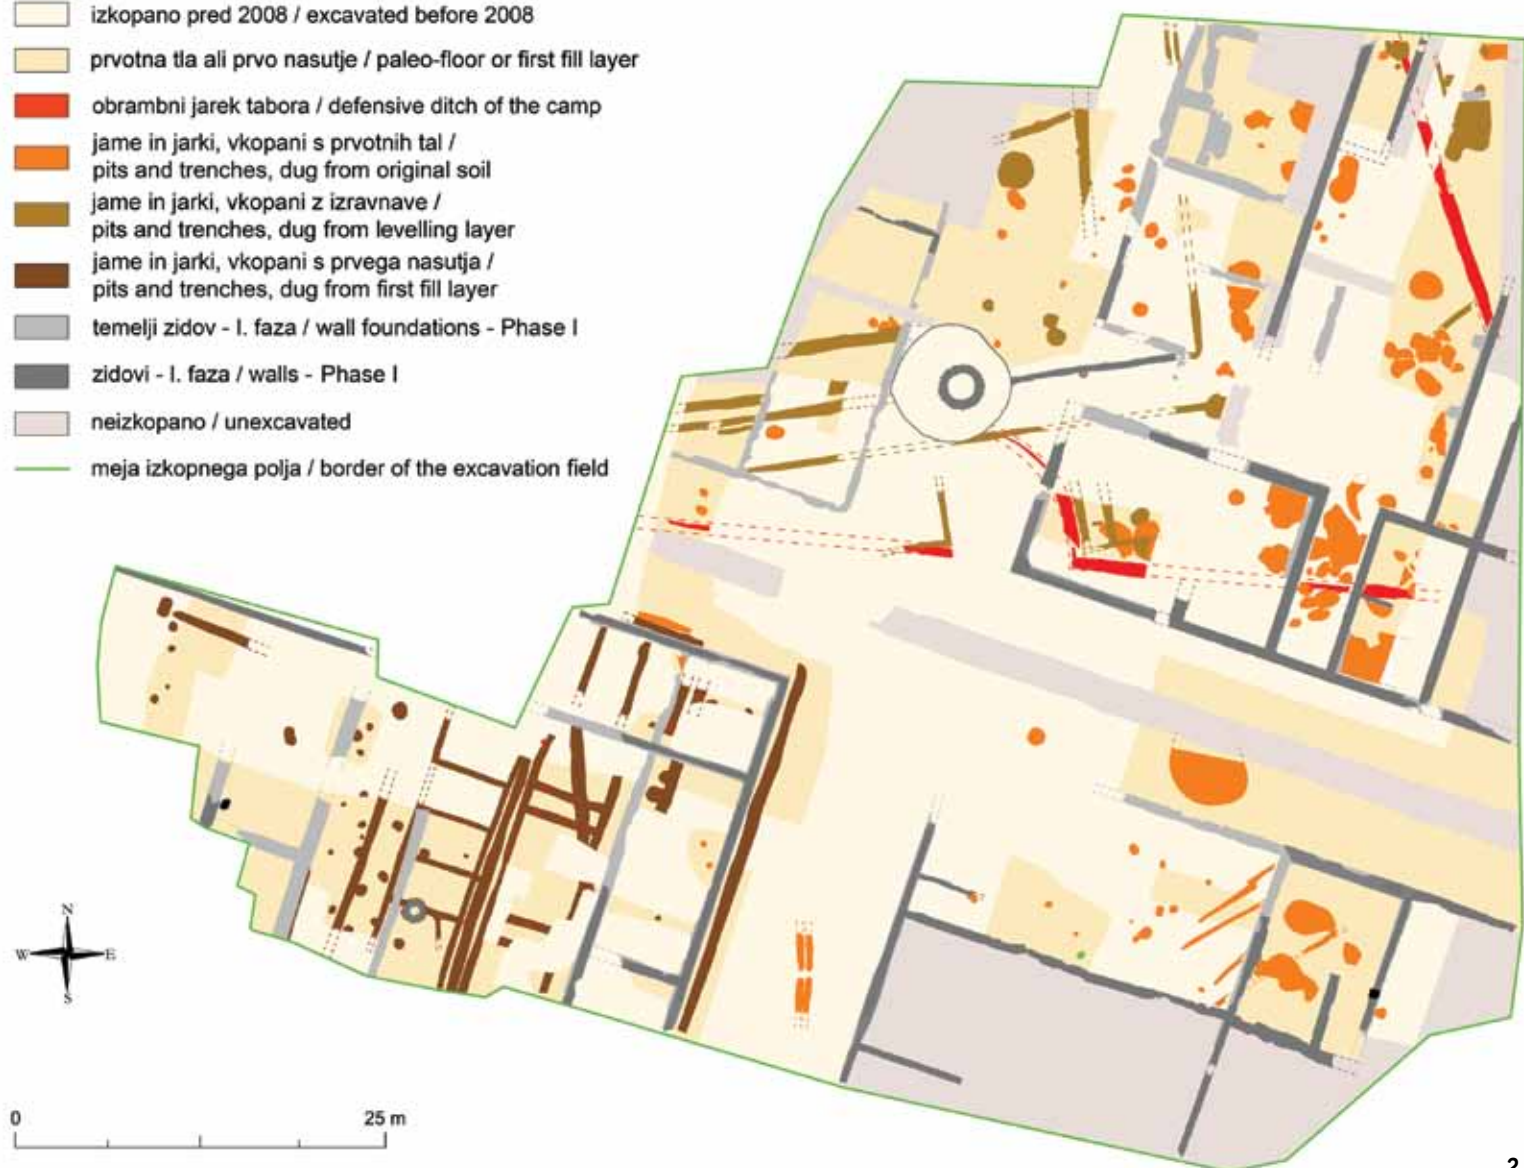 izkopano pred 2008 / excavated before 2008
prvotna tla ali prvo nasutje / paleo-floor or first fill layer
obrambni jarek tabora / defensive ditch of the camp
jame in jarki, vkopani s prvotnih tal /
pits and trenches, dug from original soil
jame in jarki, vkopani z izravnave /
pits and trenches, dug from levelling layer
jame in jarki, vkopani s prvega nasutja /
pits and trenches, dug from first fill layer
temelji zidov - I. faza / wall foundations - Phase I
zidovi - I. faza / walls - Phase I
neizkopano / unexcavated
meja izkopnega polja / border of the excavation field
N
W E
S
0 25 m
2